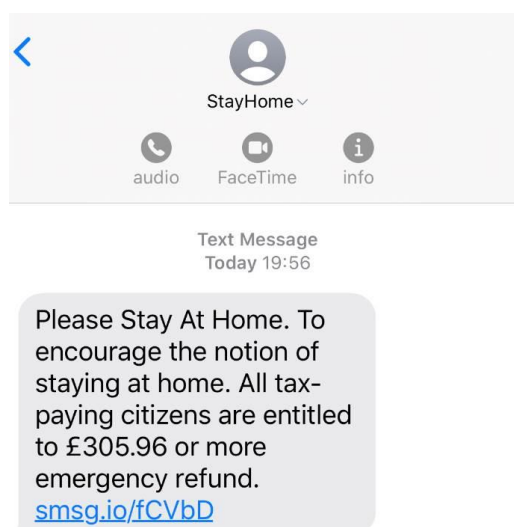 StayHome
audio FaceTime info
Text Message
Today 19:56
Please Stay At Home. To
encourage the notion of
staying at home. All tax-
paying citizens are entitled
to £305.96 or more
emergency refund.
smsg.io/fCVbD